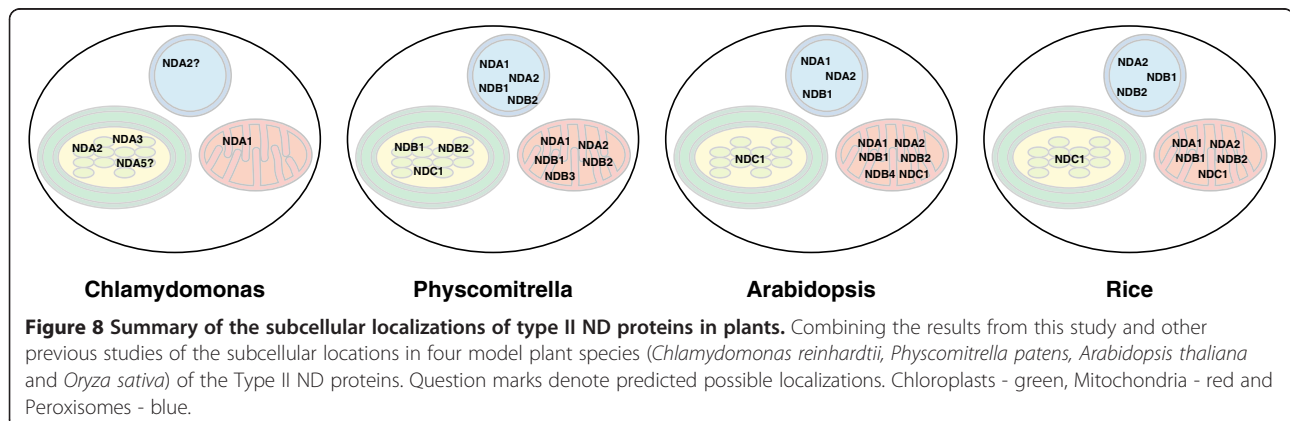 NDA2?
NDA2
NDA3
NDA5?
NDA1
Chlamydomonas
NDA1
NDA2
NDB1
NDB2
NDB1 NDB2
NDC1
NDA1 NDA2
NDB1 NDB2
NDB3
Physcomitrella
NDA1
NDA2
NDB1
NDC1
NDA1 NDA2
NDB1 NDB2
NDB4 NDC1
Arabidopsis
NDA2
NDB1
NDB2
NDC1
NDA1 NDA2
NDB1 NDB2
NDC1
Rice
Figure 8 Summary of the subcellular localizations of type II ND proteins in plants. Combining the results from this study and other
previous studies of the subcellular locations in four model plant species (Chlamydomonas reinhardtii, Physcomitrella patens, Arabidopsis thaliana
and Oryza sativa) of the Type II ND proteins. Question marks denote predicted possible localizations. Chloroplasts - green, Mitochondria - red and
Peroxisomes - blue.